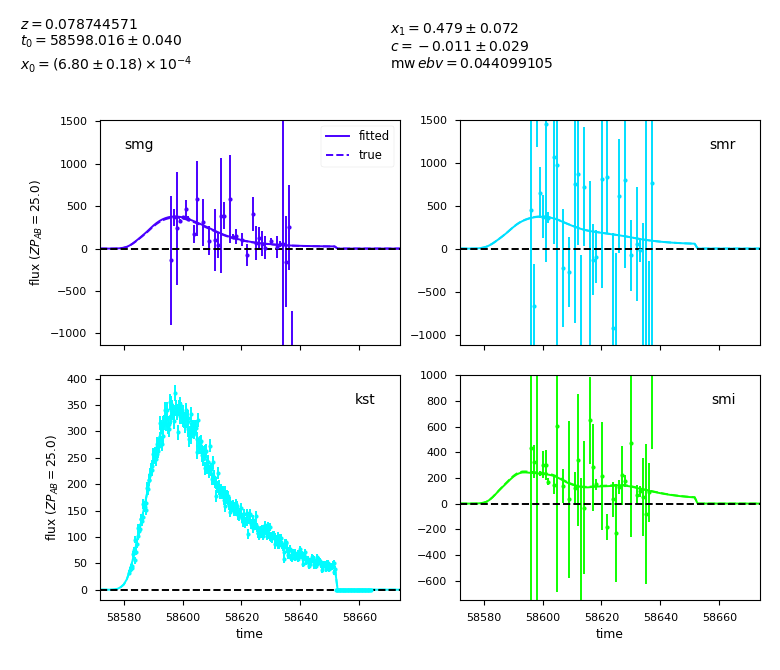 z = 0.078744571
t₀ = 58598.016 ± 0.040
x₀ = (6.80 ± 0.18) × 10⁻⁴
x₁ = 0.479 ± 0.072
c = −0.011 ± 0.029
mwebv = 0.044099105
smg
fitted
true
1500
1000
500
0
−500
−1000
flux (ZP_AB = 25.0)
smr
1500
1000
500
0
−500
−1000
kst
400
350
300
250
200
150
100
50
0
flux (ZP_AB = 25.0)
58580 58600 58620 58640 58660
time
smi
1000
800
600
400
200
0
−200
−400
−600
58580 58600 58620 58640 58660
time